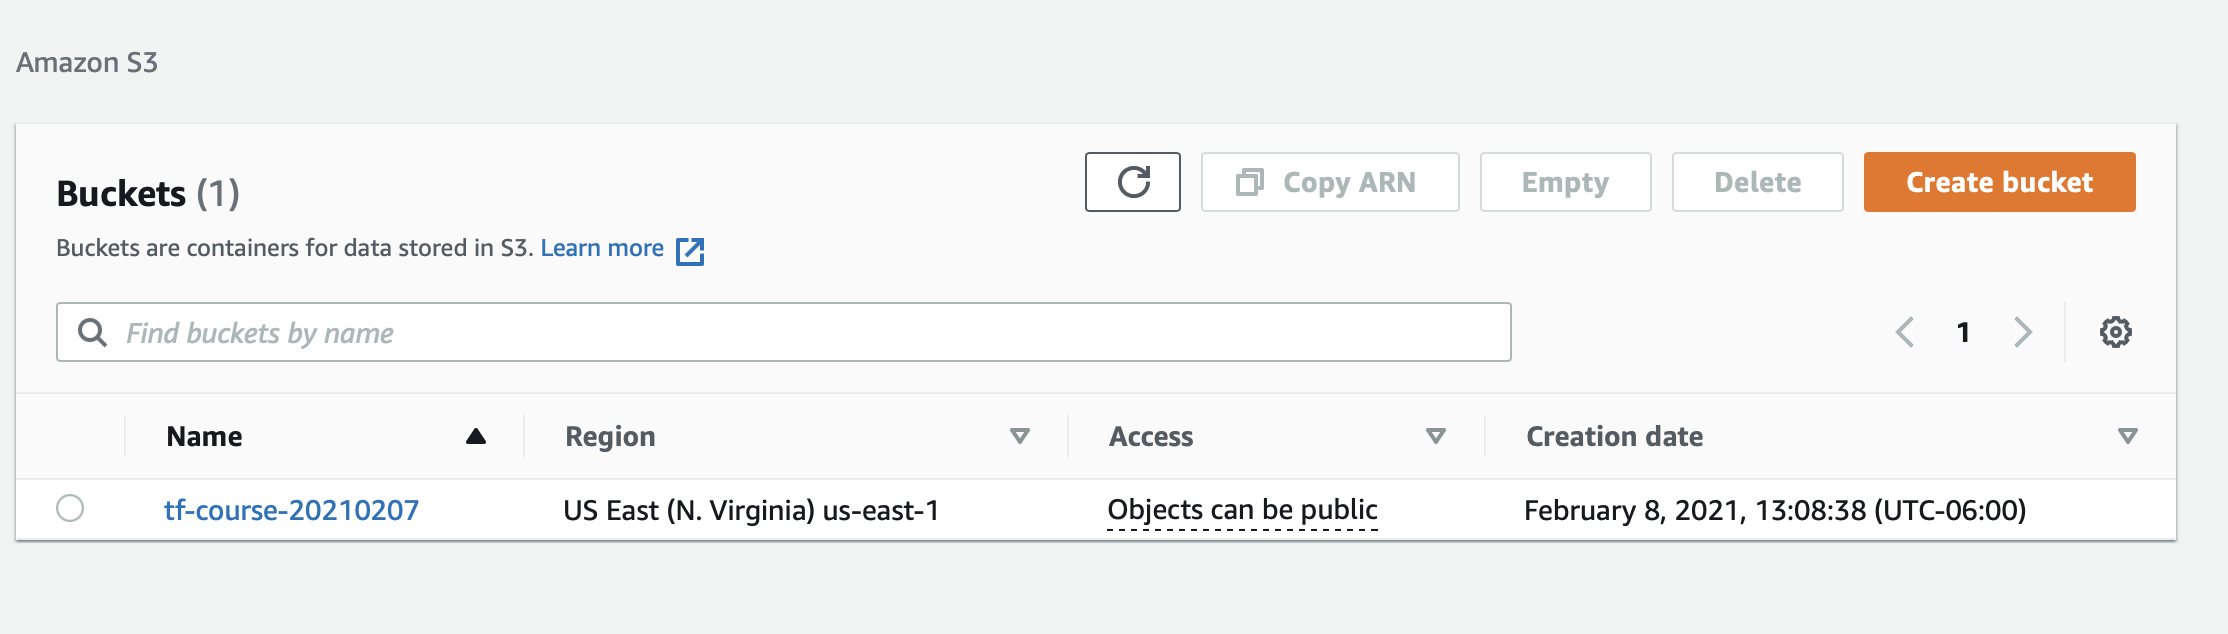 Amazon S3
Buckets (1)
Copy ARN
Empty
Delete
Create bucket
Buckets are containers for data stored in S3. Learn more
Find buckets by name
1
Name
Region
Access
Creation date
tf-course-20210207
US East (N. Virginia) us-east-1
Objects can be public
February 8, 2021, 13:08:38 (UTC-06:00)